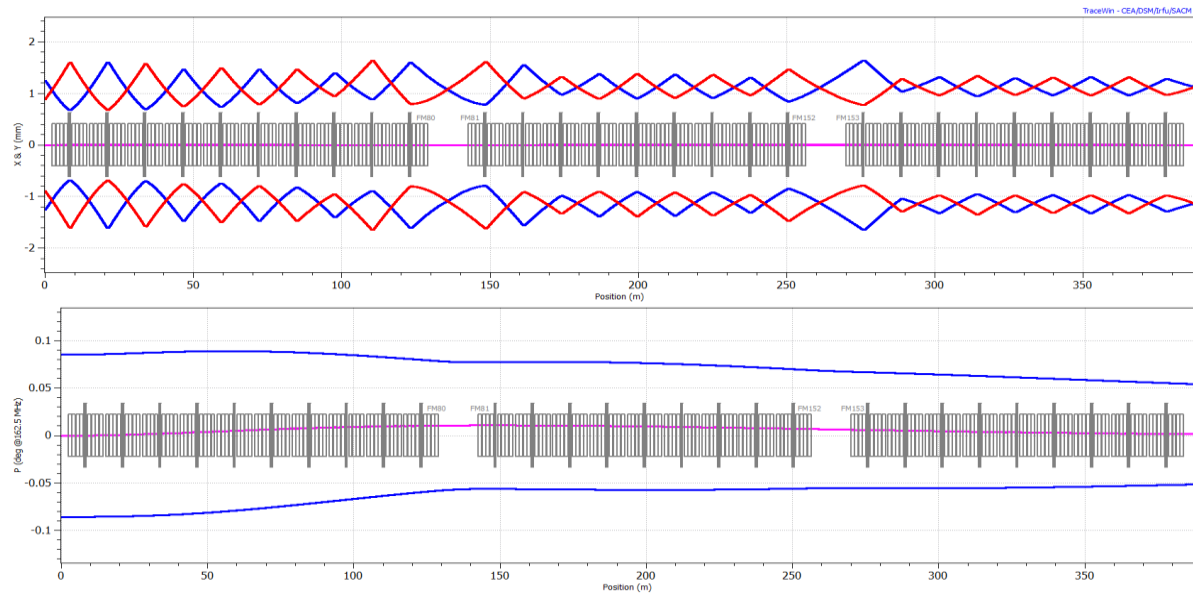 TraceWin - CEA/DSM/Irfu/SACM
X & Y (mm)
2
1
0
-1
-2
FM80
FM81
FM152
FM153
0
50
100
150
200
250
300
350
Position (m)
P (deg @162.5 MHz)
0.1
0.05
0
-0.05
-0.1
FM80
FM81
FM152
FM153
0
50
100
150
200
250
300
350
Position (m)